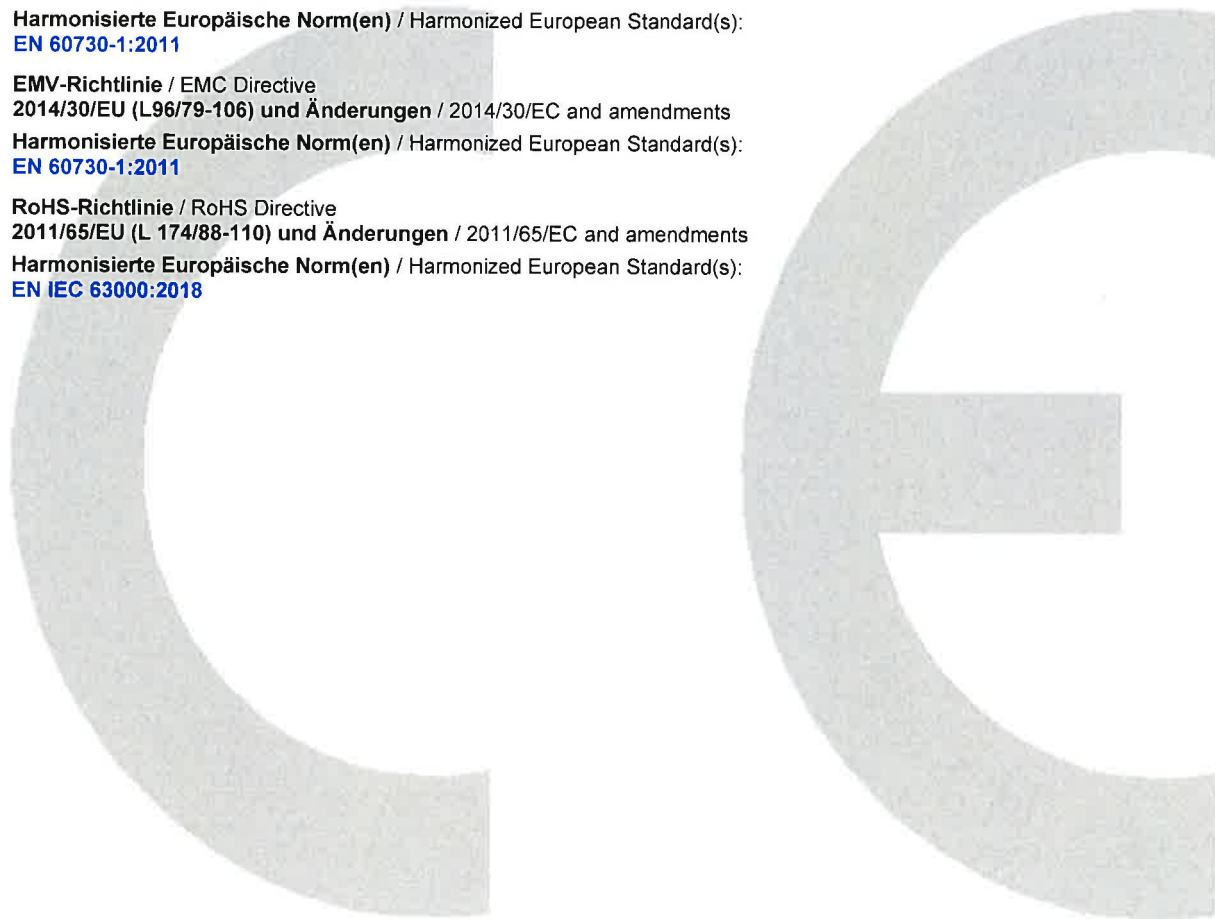 Harmonisierte Europäische Norm(en) / Harmonized European Standard(s):
EN 60730-1:2011
EMV-Richtlinie / EMC Directive
2014/30/EU (L96/79-106) und Änderungen / 2014/30/EC and amendments
Harmonisierte Europäische Norm(en) / Harmonized European Standard(s):
EN 60730-1:2011
RoHS-Richtlinie / RoHS Directive
2011/65/EU (L 174/88-110) und Änderungen / 2011/65/EC and amendments
Harmonisierte Europäische Norm(en) / Harmonized European Standard(s):
EN IEC 63000:2018
CE